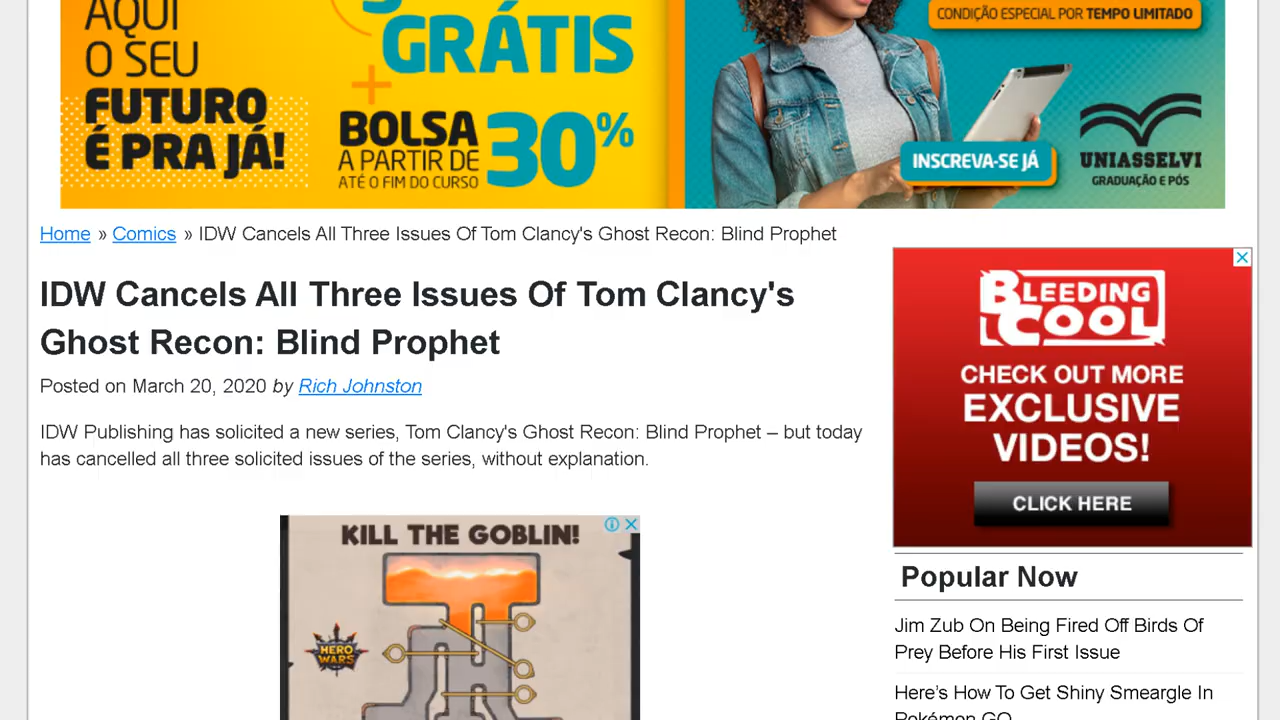 AQUI
O SEU
FUTURO
É PRA JÁ!
GRÁTIS
+
BOLSA
A PARTIR DE
ATÉ O FIM DO CURSO
30%
CONDIÇÃO ESPECIAL POR TEMPO LIMITADO
INSCREVA-SE JÁ
UNIASSELVI
GRADUAÇÃO E PÓS
Home » Comics » IDW Cancels All Three Issues Of Tom Clancy's Ghost Recon: Blind Prophet
IDW Cancels All Three Issues Of Tom Clancy's
Ghost Recon: Blind Prophet
Posted on March 20, 2020 by Rich Johnston
IDW Publishing has solicited a new series, Tom Clancy's Ghost Recon: Blind Prophet – but today
has cancelled all three solicited issues of the series, without explanation.
KILL THE GOBLIN!
HERO
WARS
BLEEDING
COOL
CHECK OUT MORE
EXCLUSIVE
VIDEOS!
CLICK HERE
Popular Now
Jim Zub On Being Fired Off Birds Of
Prey Before His First Issue
Here's How To Get Shiny Smeargle In
Pokémon GO